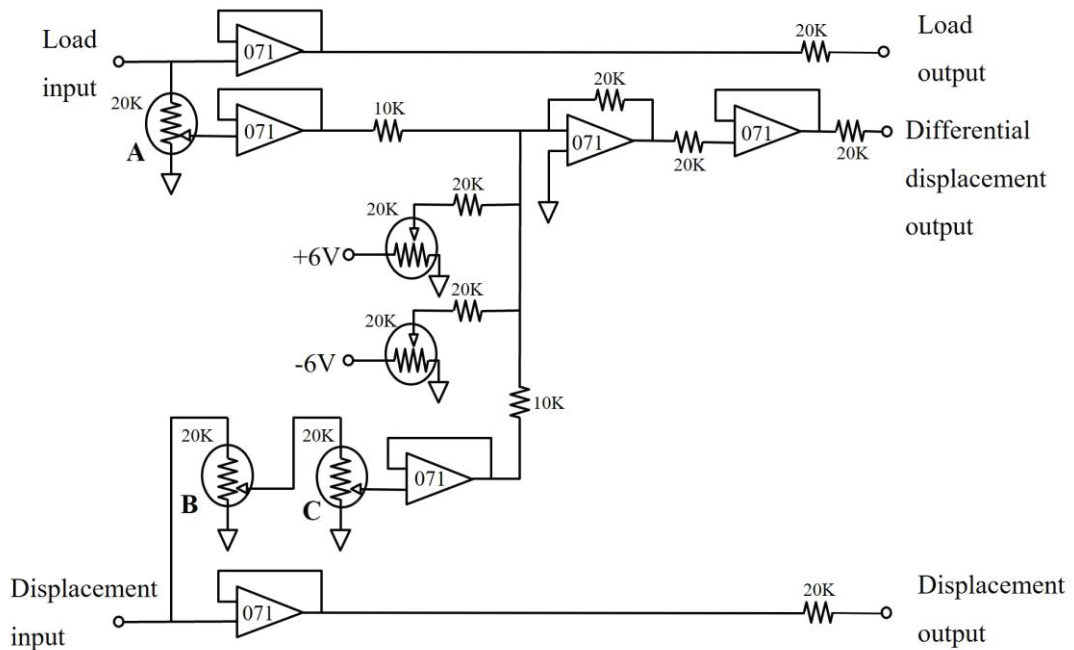 Load
input
071
20K
Load
output
20K
A
071
10K
20K
071
20K
071
20K
Differential
displacement
output
20K
20K
+6V
20K
20K
-6V
10K
20K
B
20K
C
071
Displacement
input
071
20K
Displacement
output